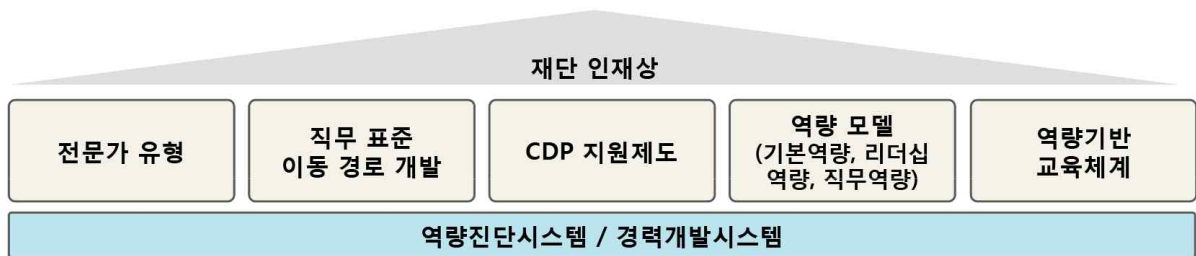 재단 인재상
전문가 유형
직무 표준
이동 경로 개발
CDP 지원제도
역량 모델
(기본역량, 리더십
역량, 직무역량)
역량기반
교육체계
역량진단시스템 / 경력개발시스템